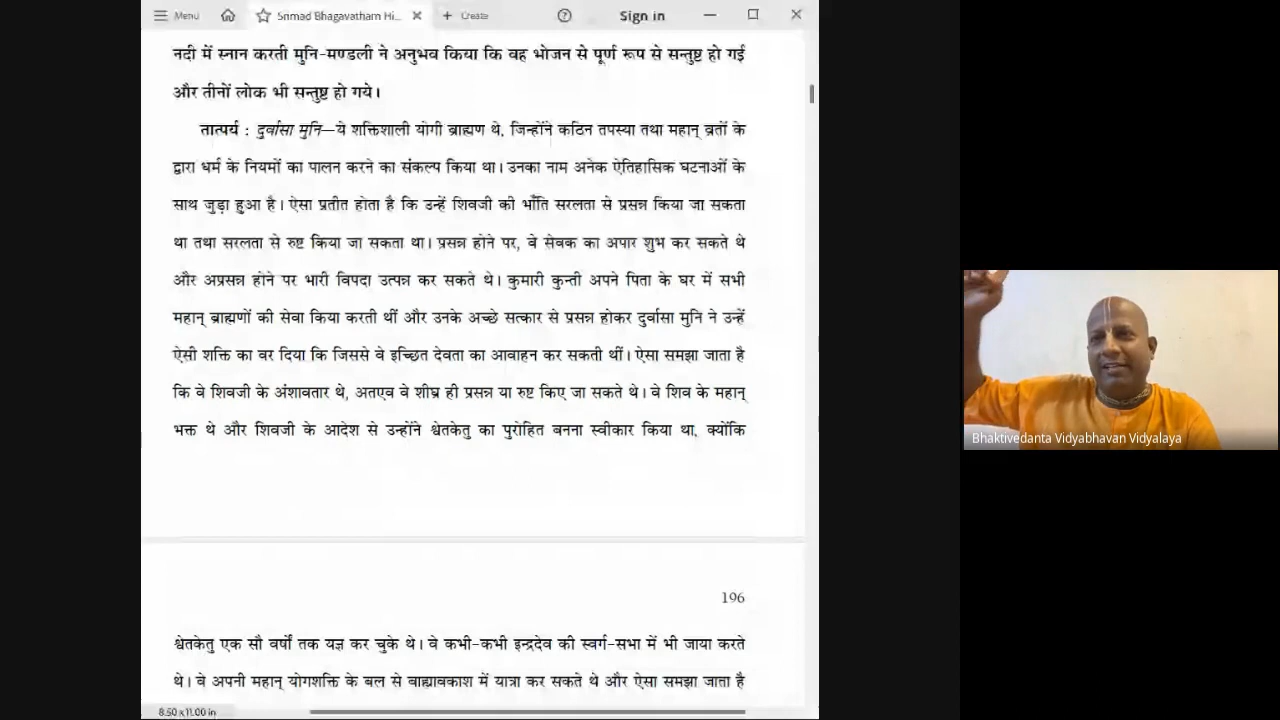 Menu
Srimad Bhagavatham Hi...
Create
Sign in
नदी में स्नान करती मुनि-मण्डली ने अनुभव किया कि वह भोजन से पूर्ण रूप से सन्तुष्ट हो गई
और तीनों लोक भी सन्तुष्ट हो गये।
तात्पर्य : दुर्वासा मुनि—ये शक्तिशाली योगी ब्राह्मण थे, जिन्होंने कठिन तपस्या तथा महान् व्रतों के
द्वारा धर्म के नियमों का पालन करने का संकल्प किया था। उनका नाम अनेक ऐतिहासिक घटनाओं के
साथ जुड़ा हुआ है। ऐसा प्रतीत होता है कि उन्हें शिवजी की भाँति सरलता से प्रसन्न किया जा सकता
था तथा सरलता से रुष्ट किया जा सकता था। प्रसन्न होने पर, वे सेवक का अपार शुभ कर सकते थे
और अप्रसन्न होने पर भारी विपदा उत्पन्न कर सकते थे। कुमारी कुन्ती अपने पिता के घर में सभी
महान् ब्राह्मणों की सेवा किया करती थीं और उनके अच्छे सत्कार से प्रसन्न होकर दुर्वासा मुनि ने उन्हें
ऐसी शक्ति का वर दिया कि जिससे वे इच्छित देवता का आवाहन कर सकती थीं। ऐसा समझा जाता है
कि वे शिवजी के अंशावतार थे, अतएव वे शीघ्र ही प्रसन्न या रुष्ट किए जा सकते थे। वे शिव के महान्
भक्त थे और शिवजी के आदेश से उन्होंने श्वेतकेतु का पुरोहित बनना स्वीकार किया था, क्योंकि
196
श्वेतकेतु एक सौ वर्षों तक यज्ञ कर चुके थे। वे कभी-कभी इन्द्रदेव की स्वर्ग-सभा में भी जाया करते
थे। वे अपनी महान् योगशक्ति के बल से वाह्यावकाश में यात्रा कर सकते थे और ऐसा समझा जाता है
8.50 x 11.00 in
Bhaktivedanta Vidyabhavan Vidyalaya